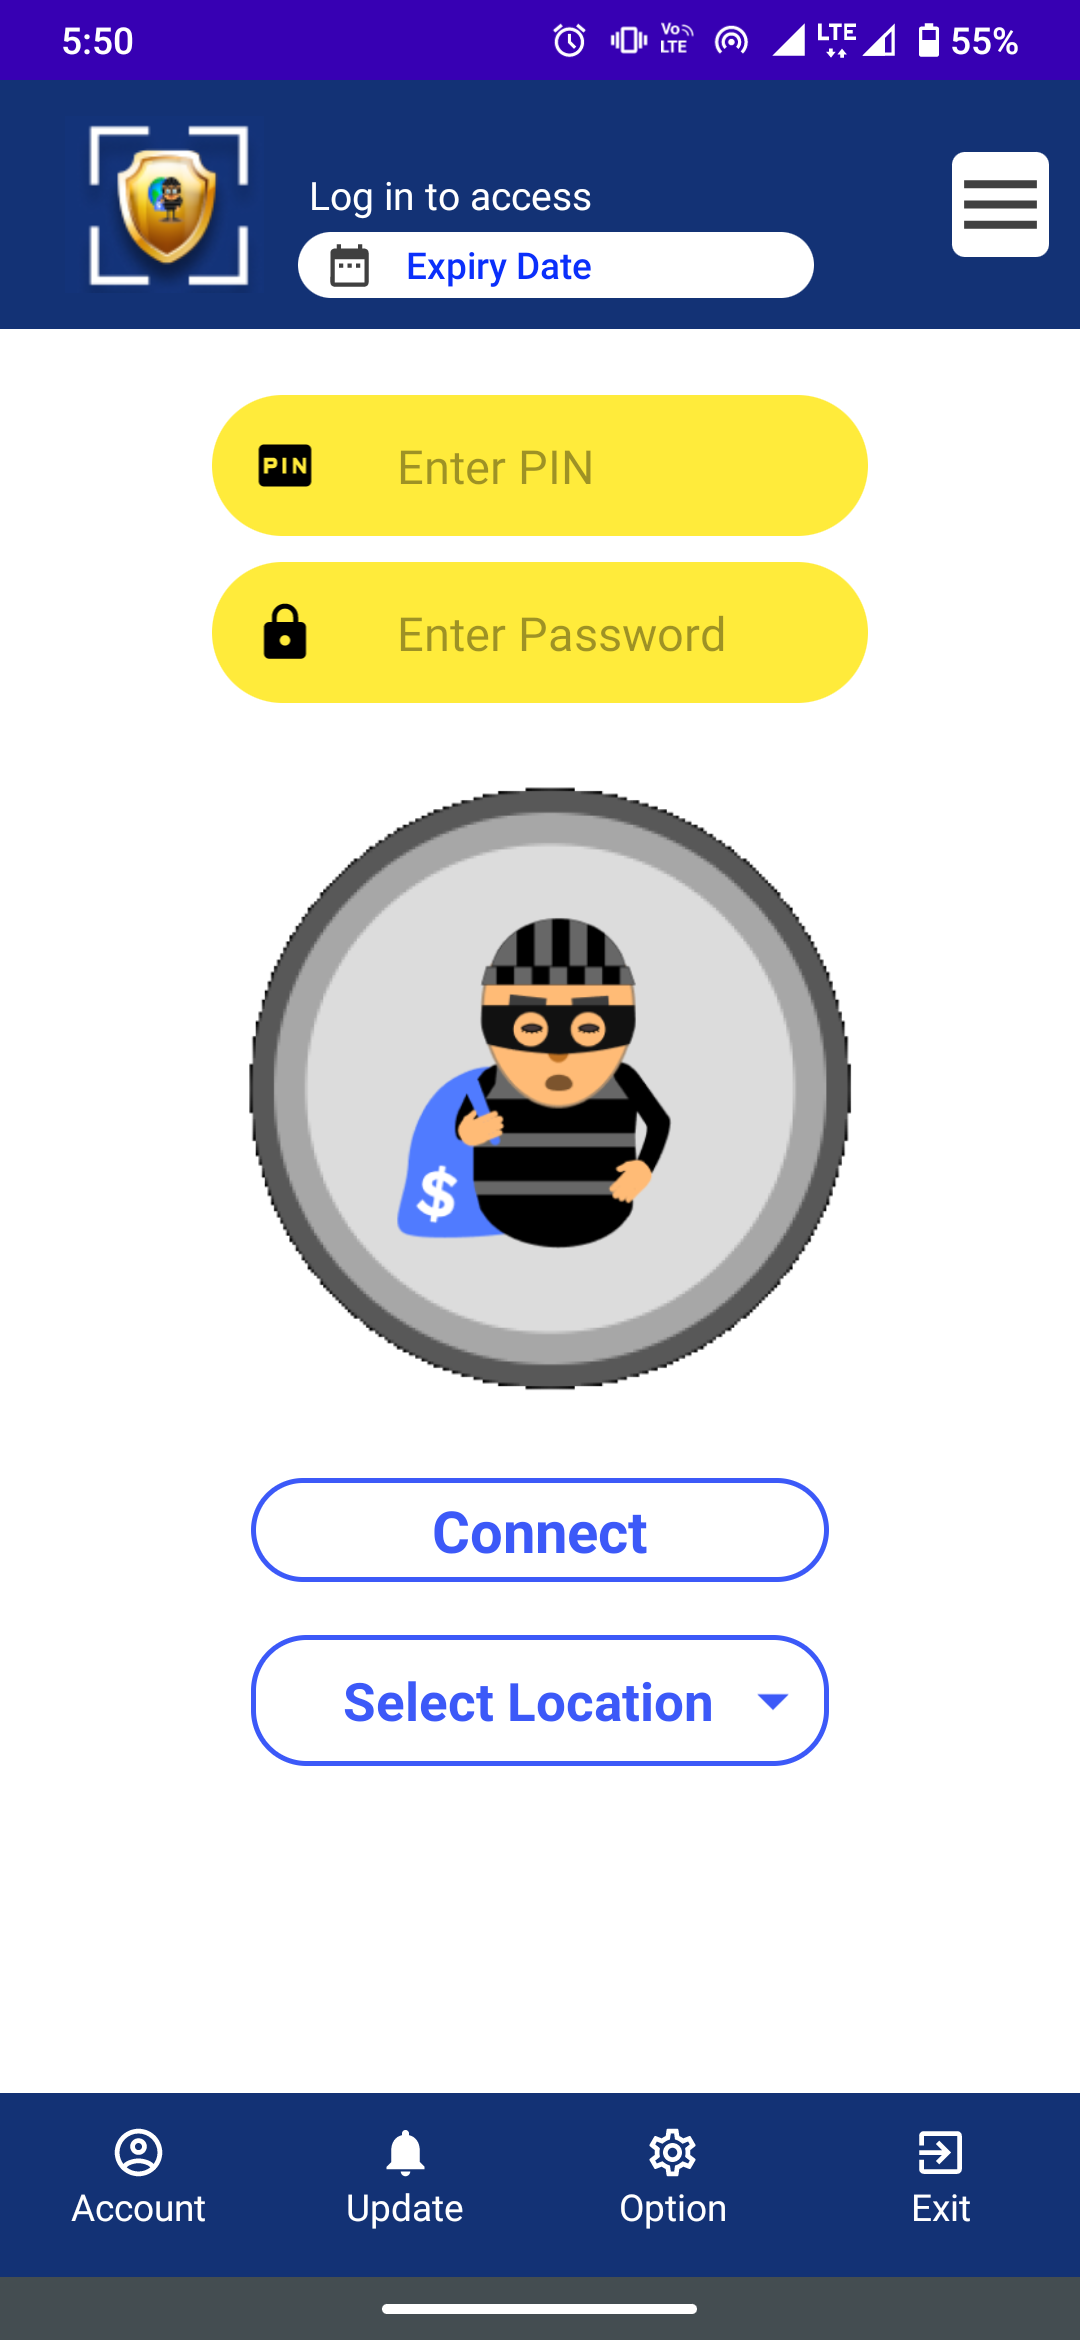 5:50
Vo
LTE
LTE
55%
Log in to access
Expiry Date
PIN
Enter PIN
Enter Password
$
Connect
Select Location
Account
Update
Option
Exit